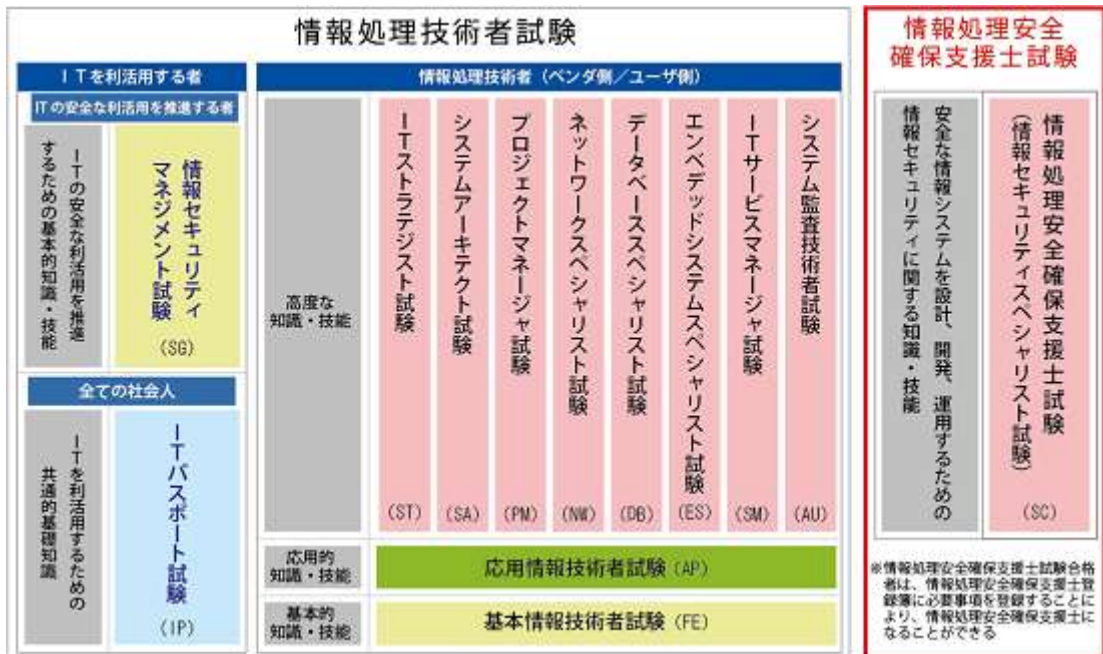 情報処理技術者試験
ITを利活用する者
ITの安全な利活用を推進する者
ITの安全な利活用を推進
するための基本的知識・技能
情報セキュリティ
マネジメント試験
(SG)
全ての社会人
ITを利活用するための
共通的基礎知識
ITパスポート試験
(IP)
情報処理技術者(ベンダ側/ユーザ側)
高度な
知識・技能
ITストラテジスト試験
(ST)
システムアーキテクト試験
(SA)
プロジェクトマネージャ試験
(PM)
ネットワークスペシャリスト試験
(NW)
データベーススペシャリスト試験
(DB)
エンベデッドシステムスペシャリスト試験
(ES)
ITサービスマネージャ試験
(SM)
システム監査技術者試験
(AU)
応用的
知識・技能
応用情報技術者試験(AP)
基本的
知識・技能
基本情報技術者試験(FE)
情報処理安全
確保支援士試験
安全な情報システムを設計、開発、運用するための
情報セキュリティに関する知識・技能
情報処理安全確保支援士試験
(情報セキュリティスペシャリスト試験)
(SC)
※情報処理安全確保支援士試験合格
者は、情報処理安全確保支援士登
録簿に必要事項を登録することに
より、情報処理安全確保支援士に
なることができる